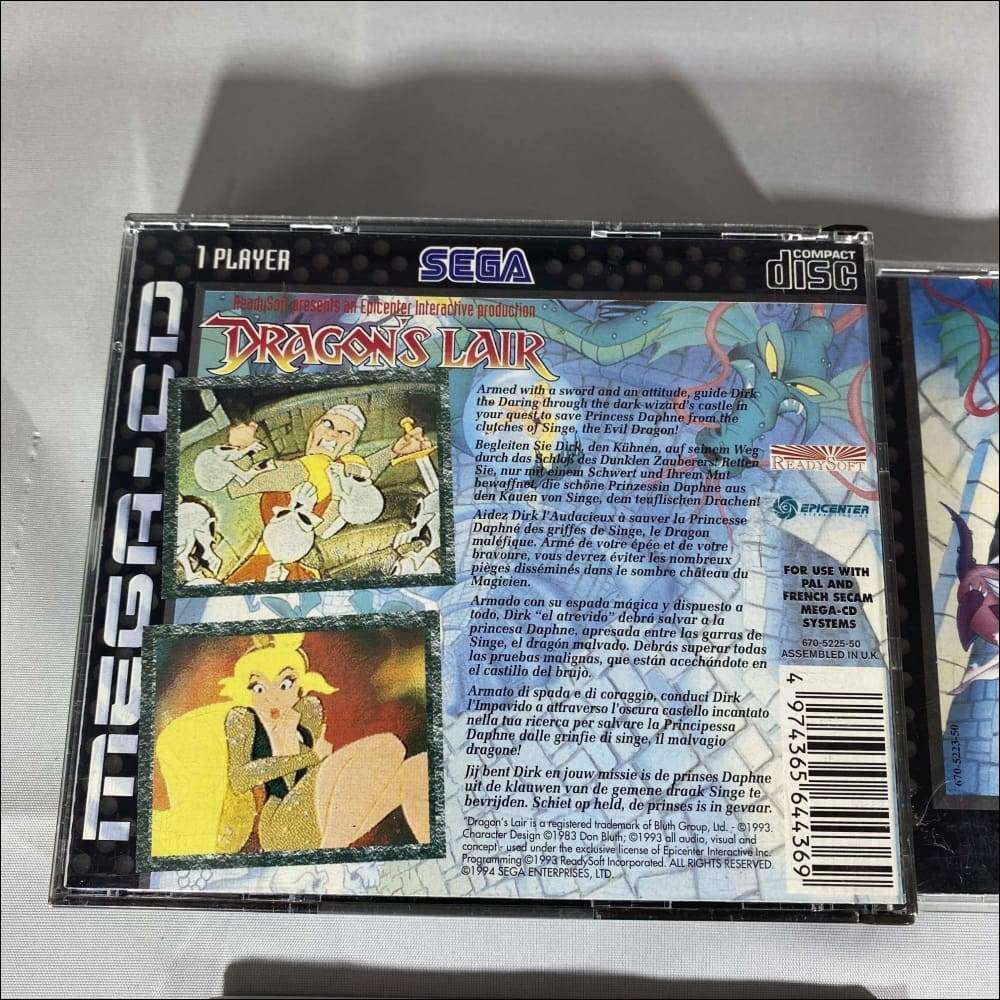 1 PLAYER
SEGA
COMPACT
disc
MEGA-CD
ReadySoft presents an Epicenter Interactive production
DRAGON'S LAIR
Armed with a sword and an attitude, guide Dirk
the Daring through the dark wizard's castle in
your quest to save Princess Daphne from the
clutches of Singe, the Evil Dragon!
Begleiten Sie Dirk, den Kühnen, auf seinem Weg
durch das Schloß des Dunklen Zauberers! Retten
Sie, nur mit einem Schwert und Ihrem Mut
bewaffnet, die schöne Prinzessin Daphne aus
den Kauen von Singe, dem teuflischen Drachen!
Aidez Dirk l'Audacieux à sauver la Princesse
Daphné des griffes de Singe, le Dragon
maléfique. Armé de votre épée et de votre
bravoure, vous devrez éviter les nombreux
pièges disséminés dans le sombre château du
Magicien.
Armado con su espada mágica y dispuesto a
todo, Dirk "el atrevido" debrá salvar a la
princesa Daphne, apresada entre las garras de
Singe, el dragón malvado. Debrás superar todas
las pruebas malignas, que están acechándote en
el castillo del brujo.
Armato di spada e di coraggio, conduci Dirk
l'Impavido a attraverso l'oscura castello incantato
nella tua ricerca per salvare la Principessa
Daphne dalle grinfie di singe, il malvagio
dragone!
Jij bent Dirk en jouw missie is de prinses Daphne
uit de klauwen van de gemene draak Singe te
bevrijden. Schiet op held, de prinses is in gevaar.
"Dragon's Lair is a registered trademark of Bluth Group, Ltd. - ©1993.
Character Design ©1983 Don Bluth; ©1993 all audio, visual and
concept - used under the exclusive license of Epicenter Interactive Inc.
Programming ©1993 ReadySoft Incorporated. ALL RIGHTS RESERVED.
©1994 SEGA ENTERPRISES, LTD.
READYSOFT
EPICENTER
FOR USE WITH
PAL AND
FRENCH SECAM
MEGA-CD
SYSTEMS
670-5225-50
ASSEMBLED IN U.K.
4 974365 644369
670-5223-50